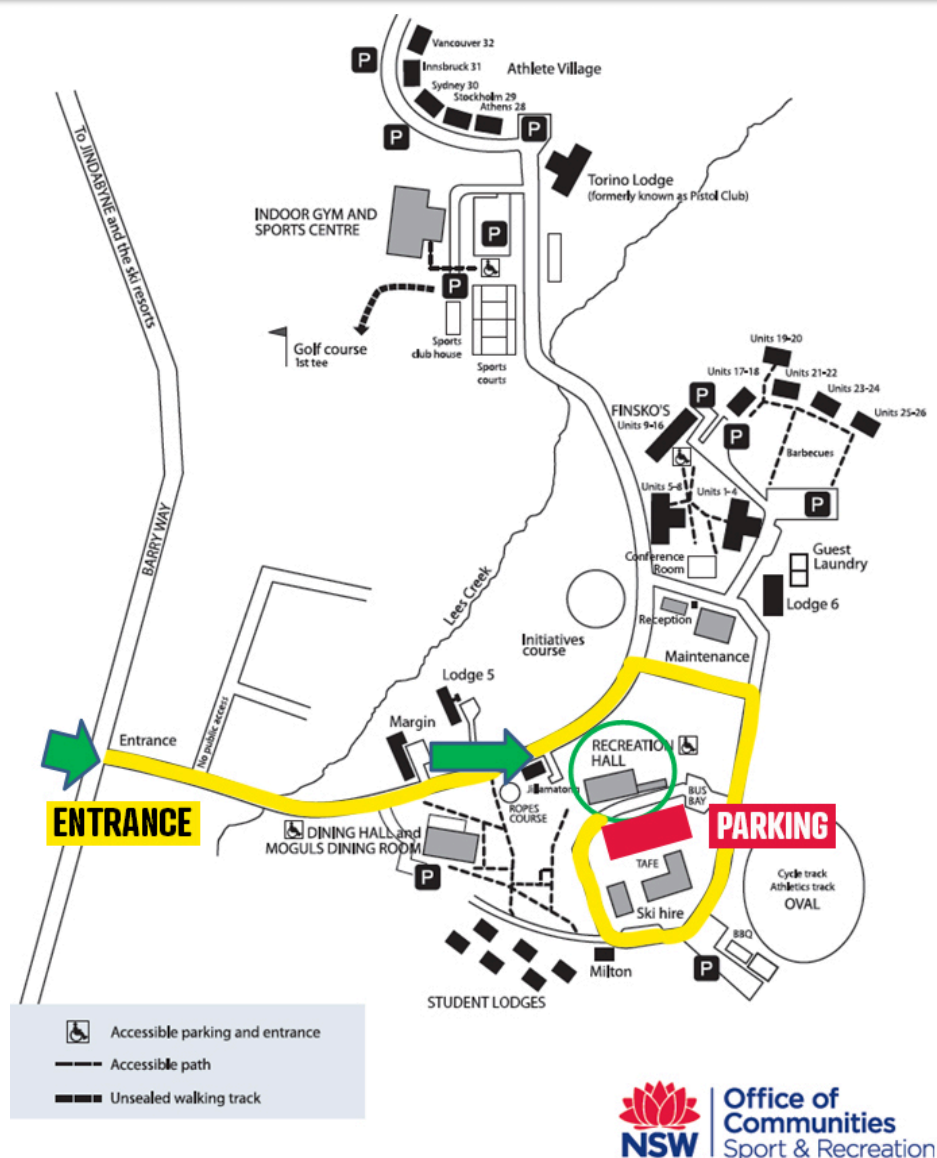 Vancouver 32
Innsbruck 31
Sydney 30
Stockholm 29
Athens 28
Athlete Village
P
P
P
To JINDABYNE and the ski resorts
Torino Lodge
(formerly known as Pistol Club)
INDOOR GYM AND
SPORTS CENTRE
P
P
Golf course
1st tee
Sports
club house
Sports
courts
Units 19-20
Units 17-18
Units 21-22
Units 23-24
Units 25-26
P
FINSKO'S
Units 9-16
P
Barbecues
Units 5-8
Units 1-4
P
BARRY WAY
Conference
Room
Guest
Laundry
Lodge 6
Lees Creek
Reception
Initiatives
course
Maintenance
Lodge 5
No public access
Margin
Entrance
RECREATION
HALL
Jillamatong
BUS
BAY
ROPES
COURSE
ENTRANCE
PARKING
DINING HALL and
MOGULS DINING ROOM
P
TAFE
Cycle track
Athletics track
OVAL
Ski hire
BBQ
P
Milton
STUDENT LODGES
Accessible parking and entrance
Accessible path
Unsealed walking track
NSW
Office of
Communities
Sport & Recreation